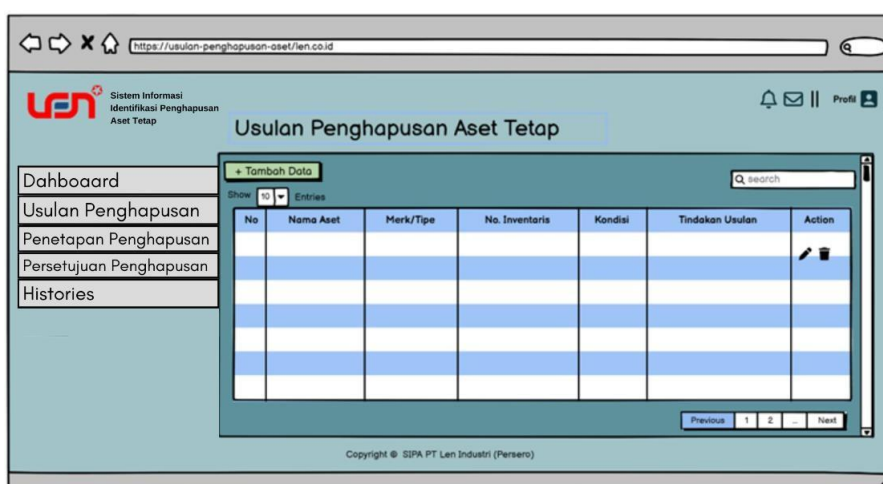 https://usulan-penghapusan-aset/len.co.id
Len
Sistem Informasi
Identifikasi Penghapusan
Aset Tetap
Profil
Usulan Penghapusan Aset Tetap
Dahboaard
Usulan Penghapusan
Penetapan Penghapusan
Persetujuan Penghapusan
Histories
+ Tambah Data
search
Show 10 Entries
No Nama Aset Merk/Tipe No. Inventaris Kondisi Tindakan Usulan Action
Previous 1 2 ... Next
Copyright © SIPA PT Len Industri (Persero)